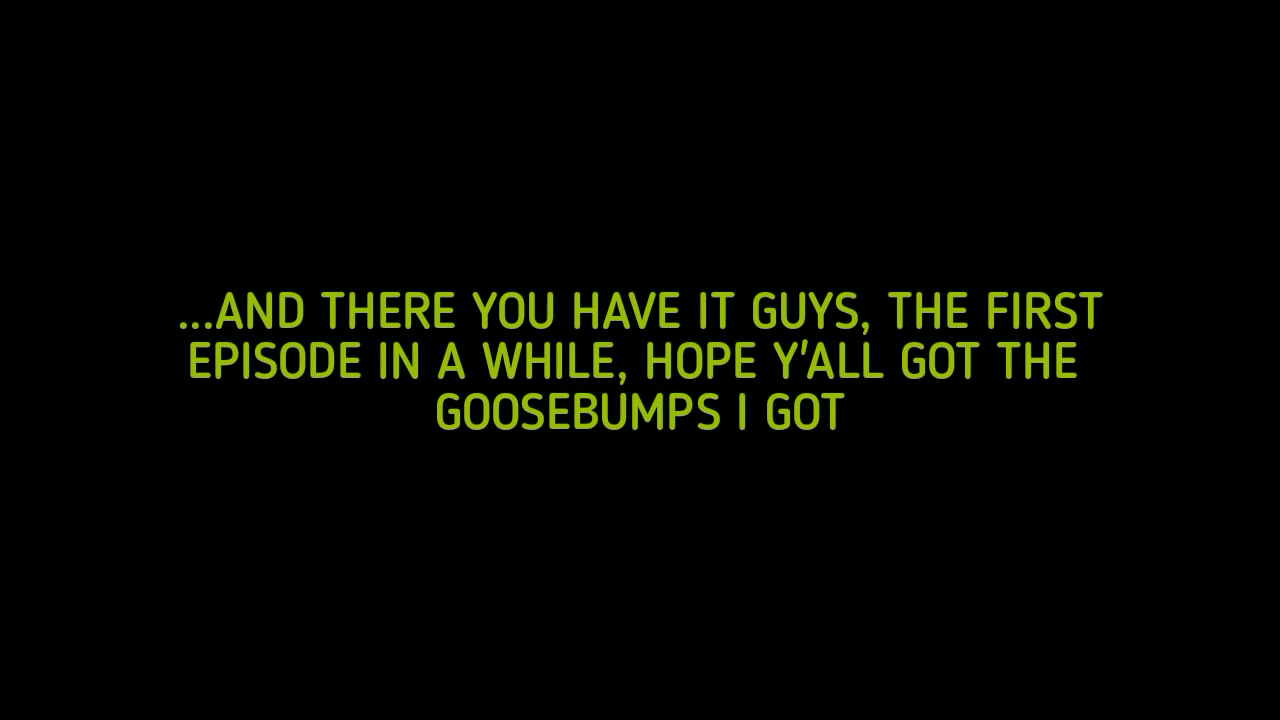 ...AND THERE YOU HAVE IT GUYS, THE FIRST
EPISODE IN A WHILE, HOPE Y'ALL GOT THE
GOOSEBUMPS I GOT